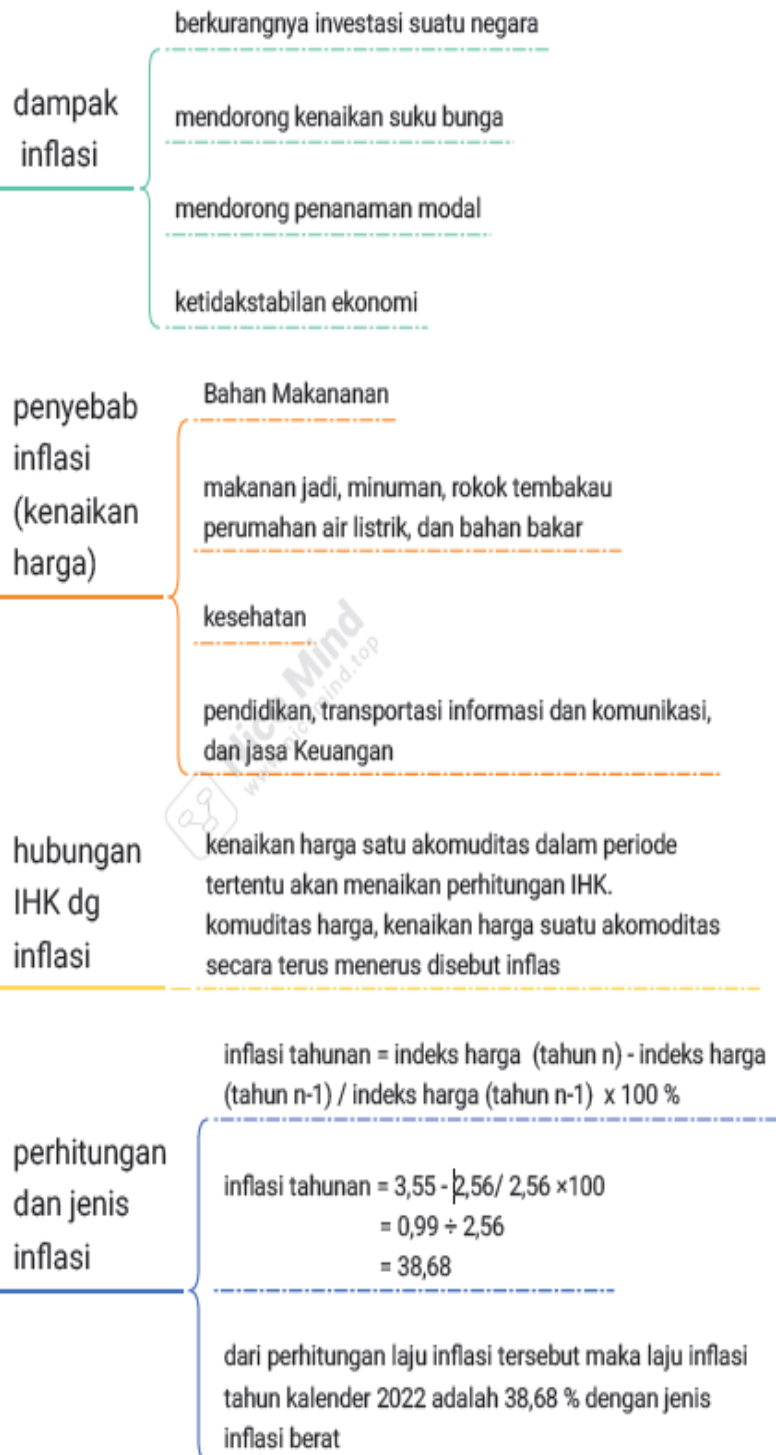 berkurangnya investasi suatu negara
dampak
inflasi
mendorong kenaikan suku bunga
mendorong penanaman modal
ketidakstabilan ekonomi
penyebab
inflasi
(kenaikan
harga)
Bahan Makananan
makanan jadi, minuman, rokok tembakau
perumahan air listrik, dan bahan bakar
kesehatan
pendidikan, transportasi informasi dan komunikasi,
dan jasa Keuangan
hubungan
IHK dg
inflasi
kenaikan harga satu akomuditas dalam periode
tertentu akan menaikan perhitungan IHK.
komuditas harga, kenaikan harga suatu akomoditas
secara terus menerus disebut inflas
perhitungan
dan jenis
inflasi
inflasi tahunan = indeks harga (tahun n) - indeks harga
(tahun n-1) / indeks harga (tahun n-1) x 100 %
inflasi tahunan = 3,55 - 2,56/ 2,56 ×100
= 0,99 ÷ 2,56
= 38,68
dari perhitungan laju inflasi tersebut maka laju inflasi
tahun kalender 2022 adalah 38,68 % dengan jenis
inflasi berat